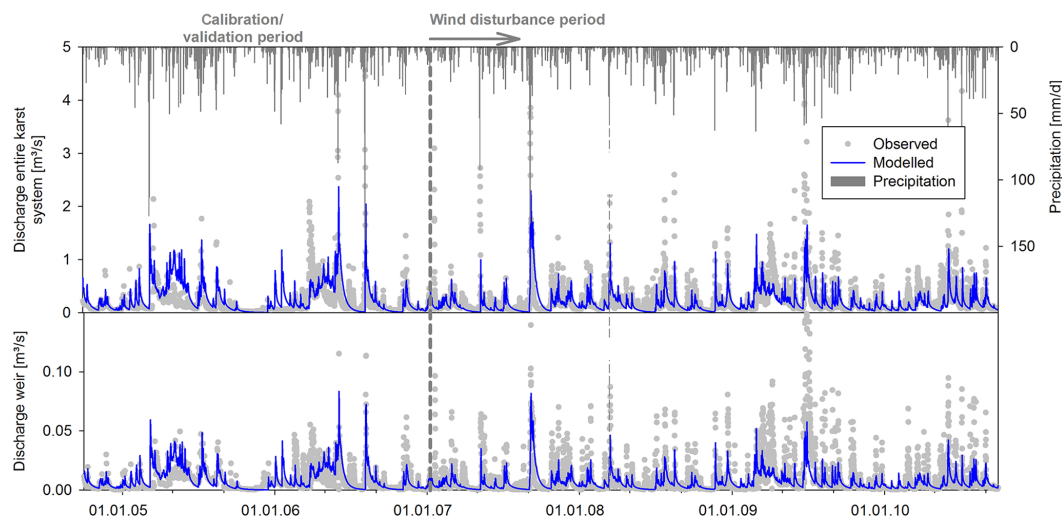 Calibration/
validation period
Wind disturbance period
5
4
3
2
1
0
Discharge entire karst
system [m³/s]
0
50
100
150
Precipitation [mm/d]
Observed
Modelled
Precipitation
0.10
0.05
0.00
Discharge weir [m³/s]
01.01.05
01.01.06
01.01.07
01.01.08
01.01.09
01.01.10